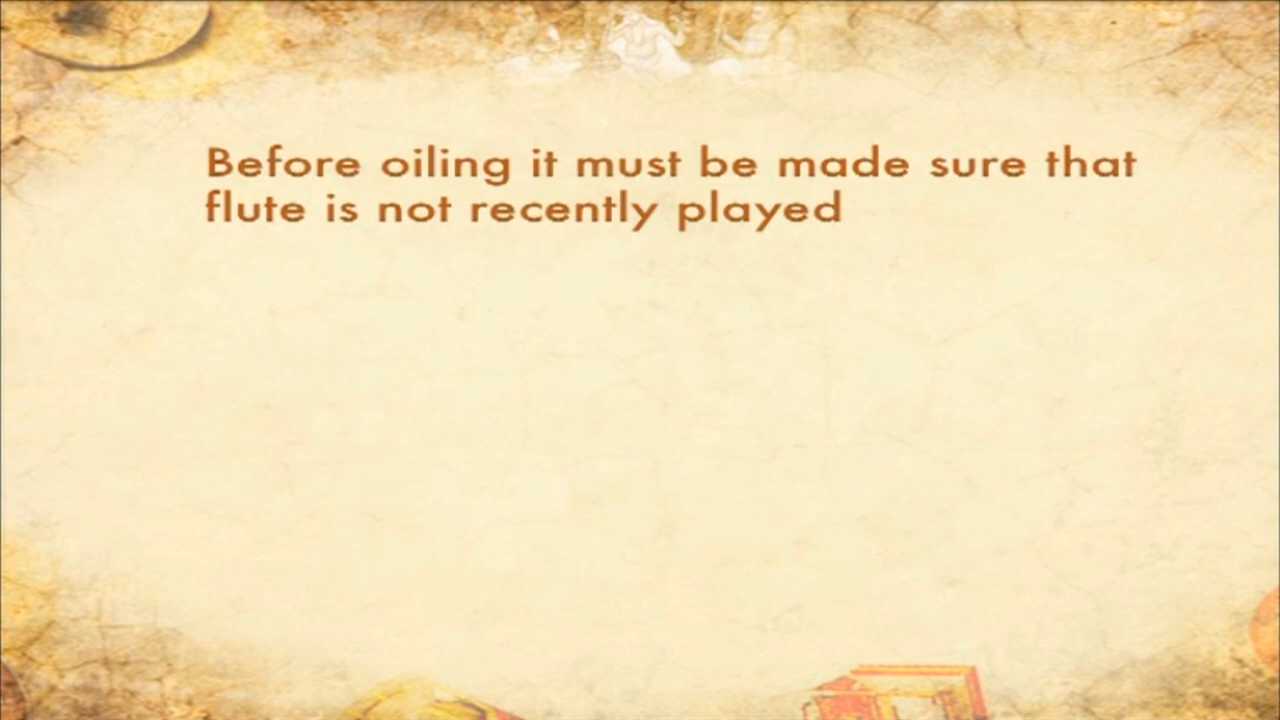 Before oiling it must be made sure that
flute is not recently played